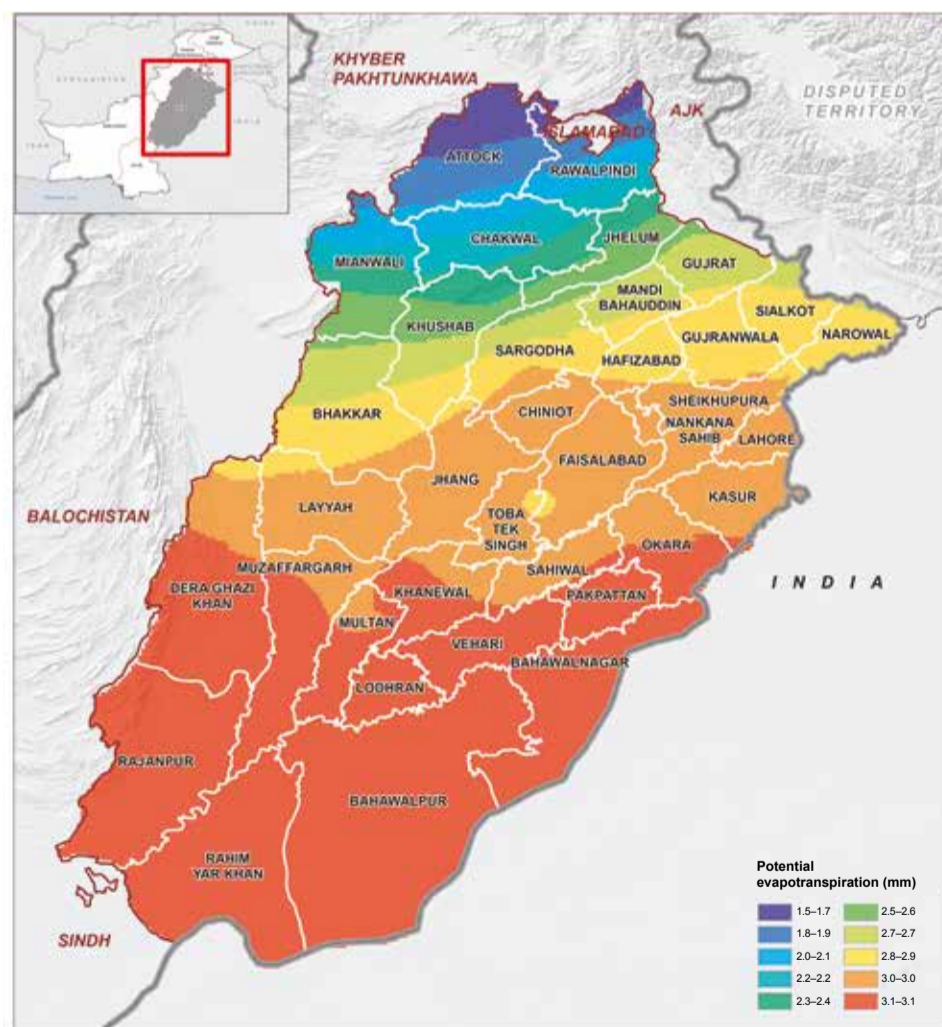 KHYBER
PAKHTUNKHAWA
AJK
DISPUTED
TERRITORY
ISLAMABAD
ATTOCK
RAWALPINDI
CHAKWAL
JHELUM
MIANWALI
GUJRAT
MANDI
BAHAUDDIN
KHUSHAB
SIALKOT
GUJRANWALA
NAROWAL
SARGODHA
HAFIZABAD
BHAKKAR
CHINIOT
SHEIKHUPURA
NANKANA
SAHIB
LAHORE
FAISALABAD
JHANG
KASUR
LAYYAH
TOBA
TEK
SINGH
BALOCHISTAN
OKARA
MUZAFFARGARH
SAHIWAL
DERA GHAZI
KHAN
KHANEWAL
PAKPATTAN
INDIA
MULTAN
VEHARI
BAHAWALNAGAR
LODHRAN
RAJANPUR
BAHAWALPUR
RAHIM
YAR KHAN
SINDH
Potential
evapotranspiration (mm)
1.5–1.7
1.8–1.9
2.0–2.1
2.2–2.2
2.3–2.4
2.5–2.6
2.7–2.7
2.8–2.9
3.0–3.0
3.1–3.1